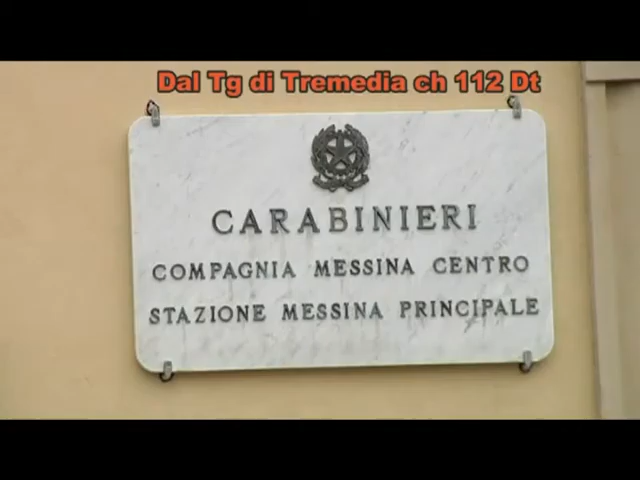 Dal Tg di Tremedia ch 112 Dt
CARABINIERI
COMPAGNIA MESSINA CENTRO
STAZIONE MESSINA PRINCIPALE